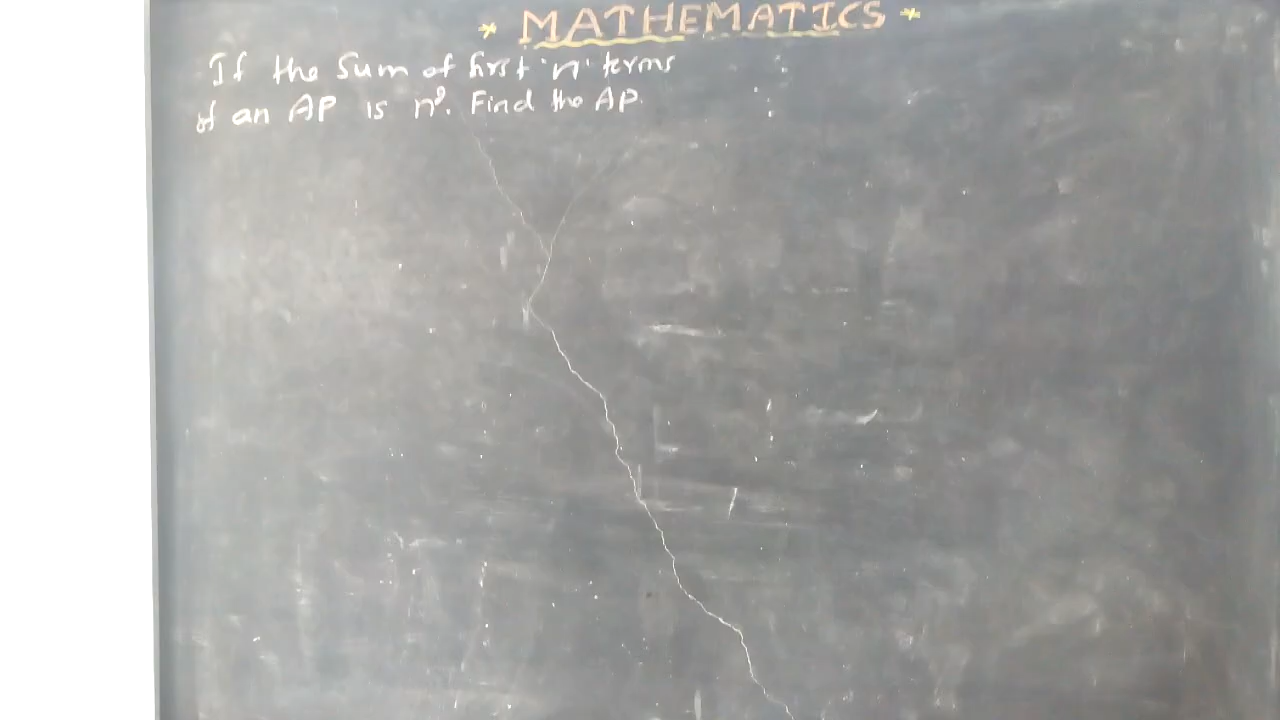 * MATHEMATICS *
If the Sum of first 'n' terms
of an AP is n². Find the AP.